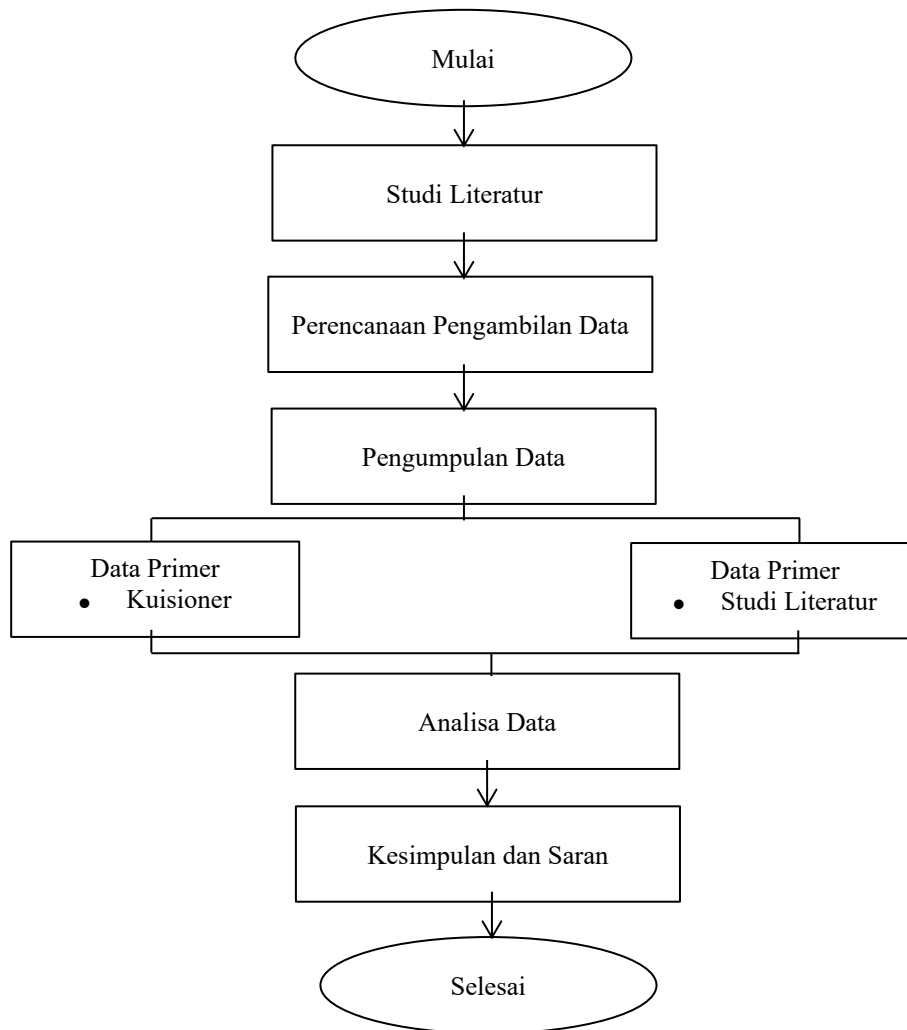 Mulai
Studi Literatur
Perencanaan Pengambilan Data
Pengumpulan Data
Data Primer
• Kuisioner
Data Primer
• Studi Literatur
Analisa Data
Kesimpulan dan Saran
Selesai